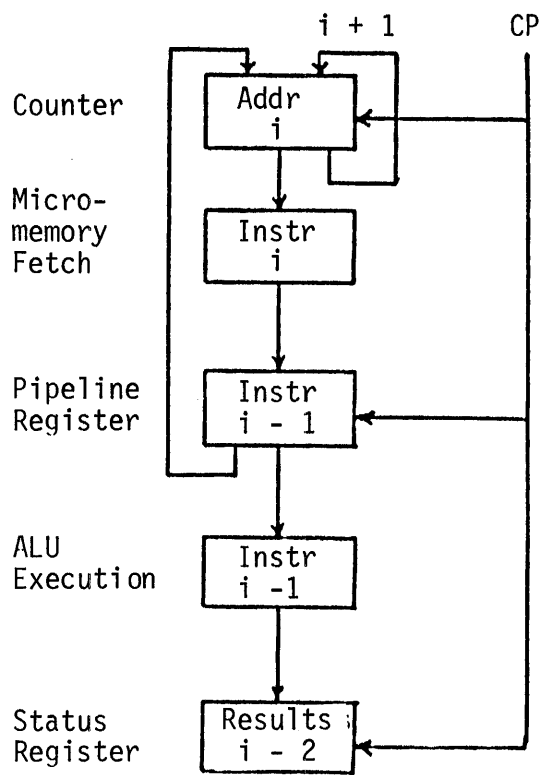 i + 1
CP
Counter
Addr
i
Micro-
memory
Fetch
Instr
i
Pipeline
Register
Instr
i - 1
ALU
Execution
Instr
i -1
Status
Register
Results
i - 2